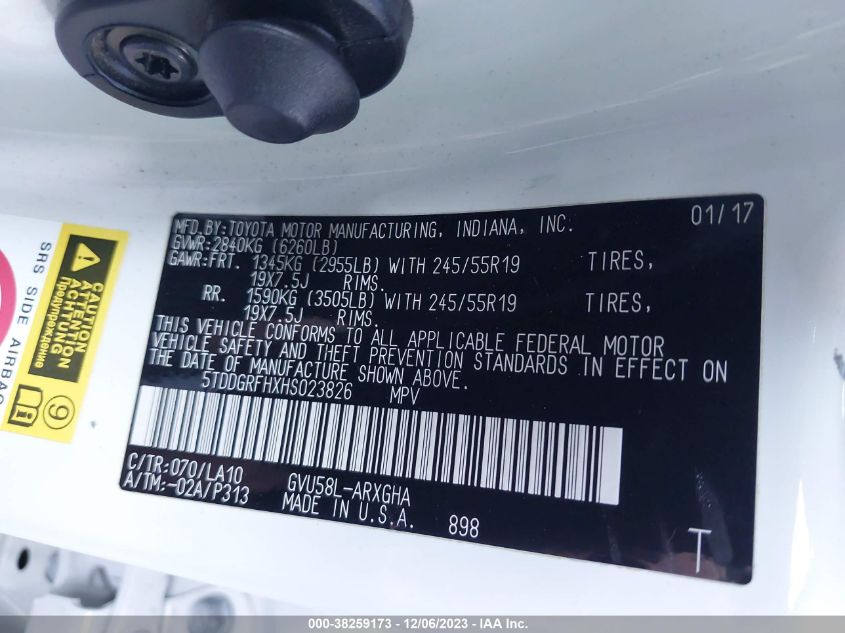 MFD. BY: TOYOTA MOTOR MANUFACTURING, INDIANA, INC. 01/17
GVWR: 2840KG (6260LB)
GAWR: FRT. 1345KG (2955LB) WITH 245/55R19 TIRES,
19X7.5J RIMS.
RR. 1590KG (3505LB) WITH 245/55R19 TIRES,
19X7.5J RIMS.
THIS VEHICLE CONFORMS TO ALL APPLICABLE FEDERAL MOTOR
VEHICLE SAFETY AND THEFT PREVENTION STANDARDS IN EFFECT ON
THE DATE OF MANUFACTURE SHOWN ABOVE.
5TDDGRFHXHS023826 MPV
C/TR: 070/LA10 GVU58L-ARXGHA
A/TM: -02A/P313 MADE IN U.S.A. 898
T
SRS SIDE AIRBAG
CAUTION
ATTENTION
ACHTUNG
Предупреждение
9
000-38259173 - 12/06/2023 - IAA Inc.